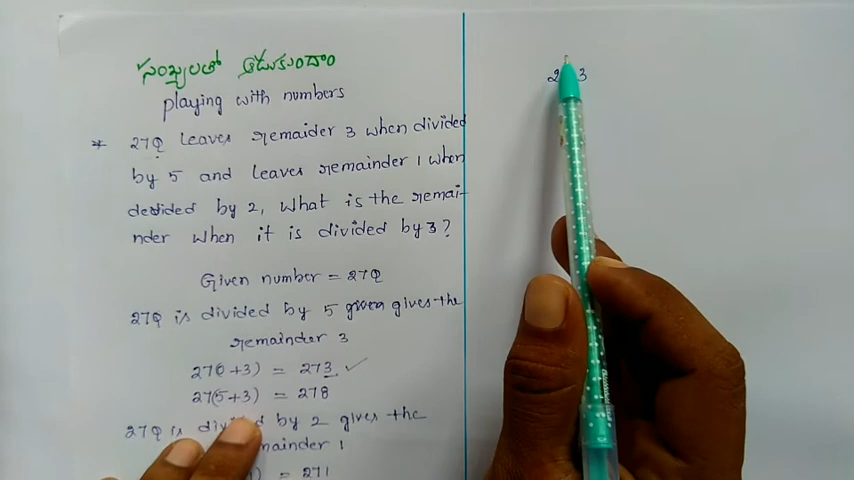 సంఖ్యలతో ఆడుకుందాం
playing with numbers
* 27Q leaves remaider 3 when divided
by 5 and leaves remainder 1 when
devided by 2, what is the remai-
nder when it is divided by 3?
Given number = 27Q
27Q is divided by 5 given gives the
remainder 3
27(0+3) = 273 ✓
27(5+3) = 278
27Q is by 2 gives the
mainder 1
) = 271
2 3